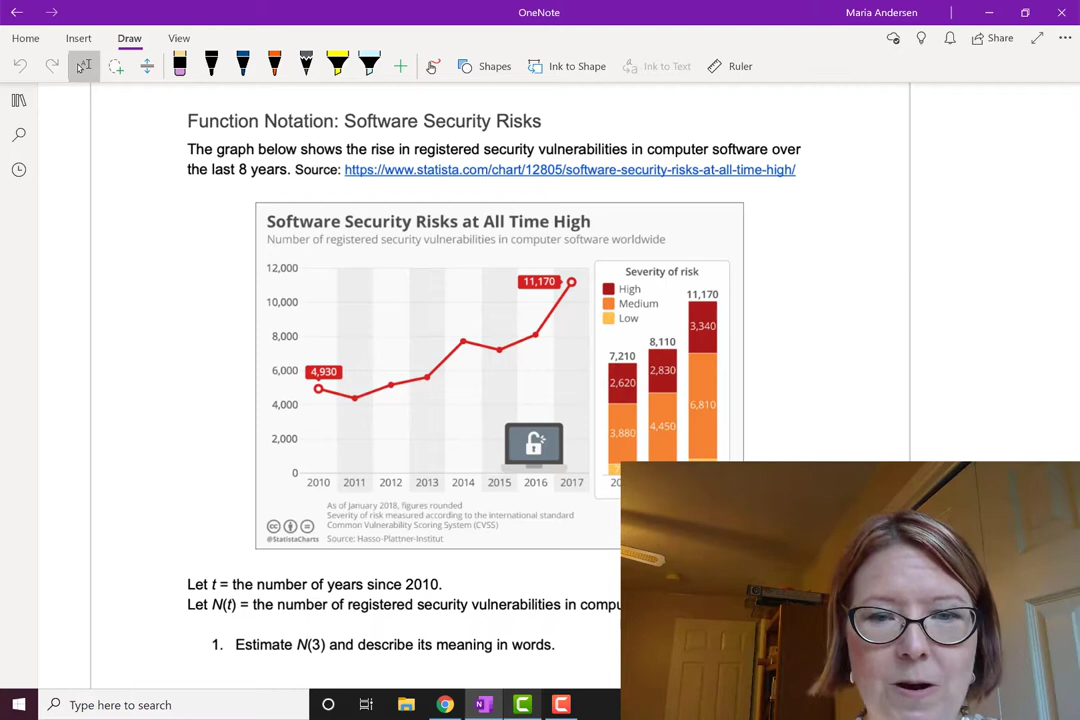 OneNote
Maria Andersen
Home
Insert
Draw
View
Share
Shapes
Ink to Shape
Ink to Text
Ruler
Function Notation: Software Security Risks
The graph below shows the rise in registered security vulnerabilities in computer software over
the last 8 years. Source: https://www.statista.com/chart/12805/software-security-risks-at-all-time-high/
Software Security Risks at All Time High
Number of registered security vulnerabilities in computer software worldwide
12,000
10,000
8,000
6,000
4,000
2,000
0
4,930
11,170
2010 2011 2012 2013 2014 2015 2016 2017
Severity of risk
High
Medium
Low
7,210
2,620
3,880
8,110
2,830
4,450
11,170
3,340
6,810
As of January 2018, figures rounded
Severity of risk measured according to the international standard
Common Vulnerability Scoring System (CVSS)
@StatistaCharts Source: Hasso-Plattner-Institut
Let t = the number of years since 2010.
Let N(t) = the number of registered security vulnerabilities in
1. Estimate N(3) and describe its meaning in words.
Type here to search